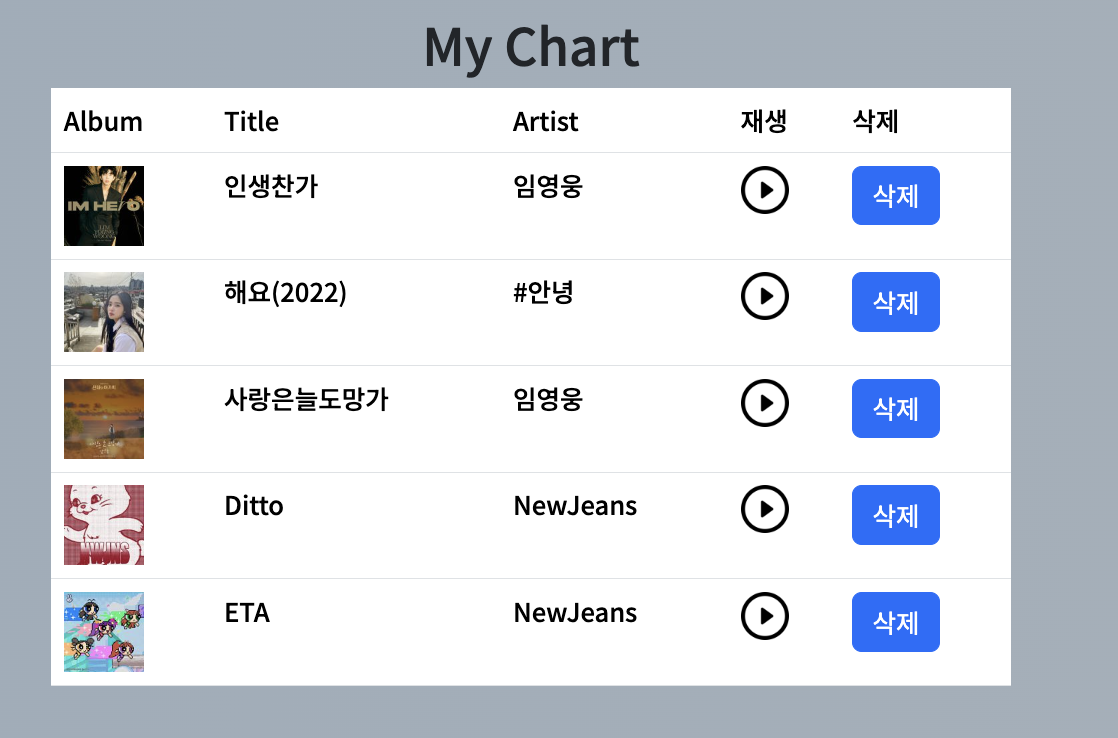 My Chart
Album Title Artist 재생 삭제
IM HERO
인생찬가 임영웅 삭제
해요(2022) #안녕 삭제
사랑은늘도망가 임영웅 삭제
Ditto NewJeans 삭제
ETA NewJeans 삭제